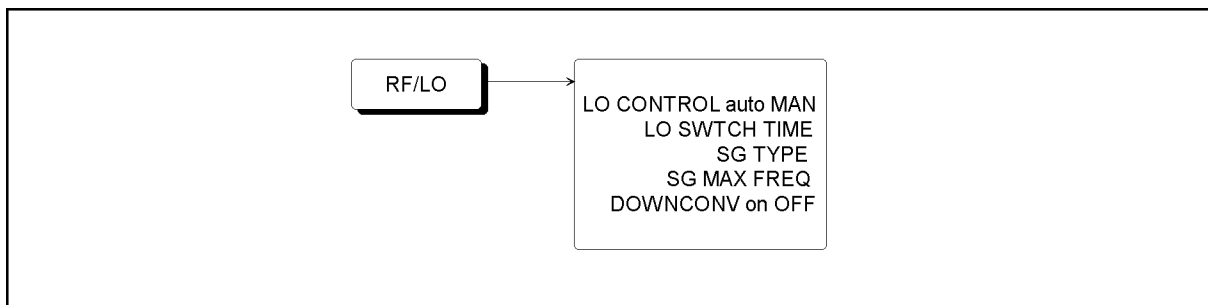 RF/LO
LO CONTROL auto MAN
LO SWTCH TIME
SG TYPE
SG MAX FREQ
DOWNCONV on OFF